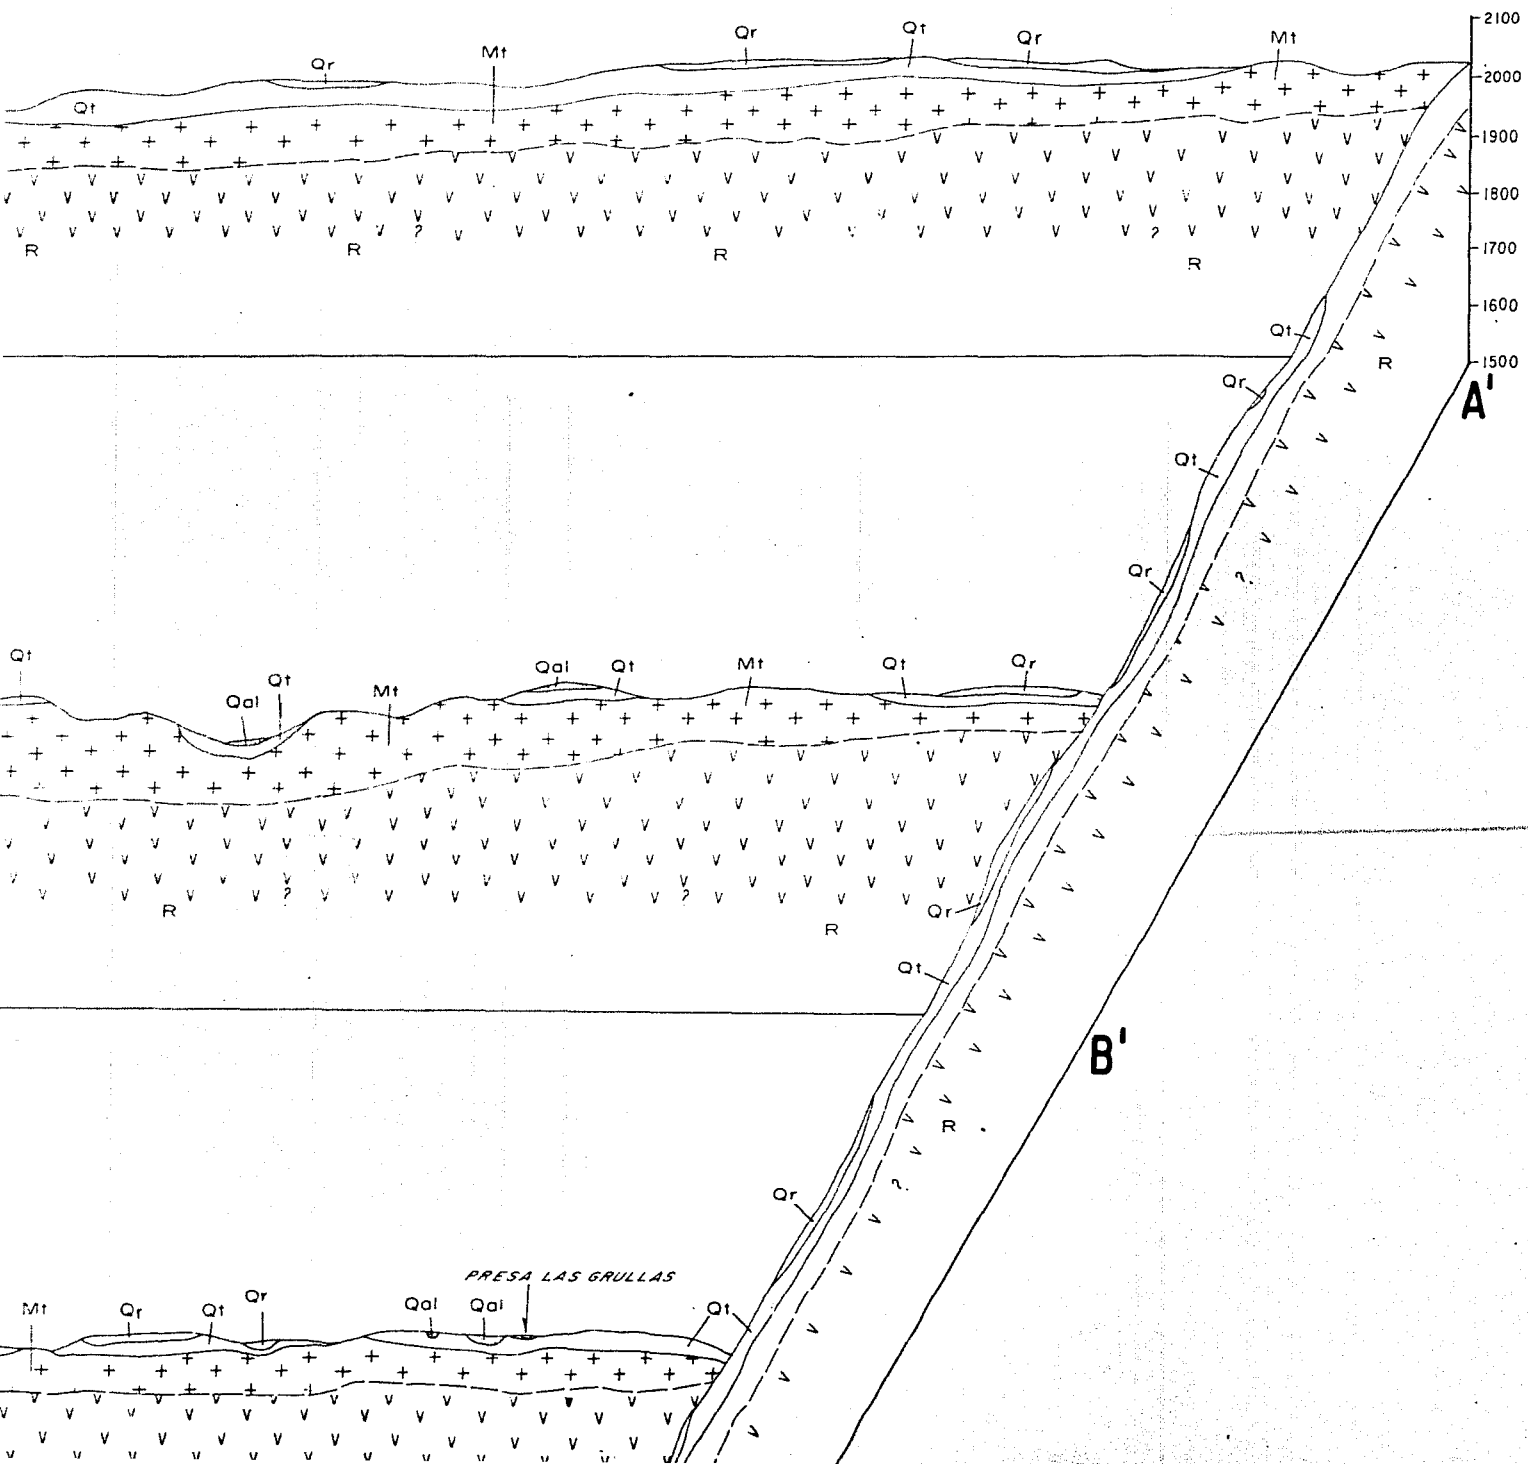 Qr Mt Qr Qt Qr Mt 2100
2000
Qt
1900
1800
R R R R 1700
1600
Qt
R 1500
Qr A'
Qt
Qr
Qt Qal Qt Mt Qal Qt Mt Qt Qr
?
R ? ? Qr
R
Qt
B'
R
?
Qr
PRESA LAS GRULLAS
Mt Qr Qt Qr Qal Qal Qt